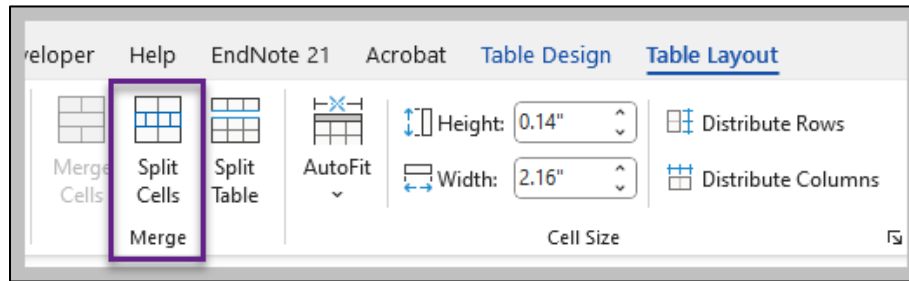 veloper Help EndNote 21 Acrobat Table Design Table Layout
Merge Cells
Split Cells
Split Table
AutoFit
Height: 0.14"
Width: 2.16"
Distribute Rows
Distribute Columns
Merge
Cell Size